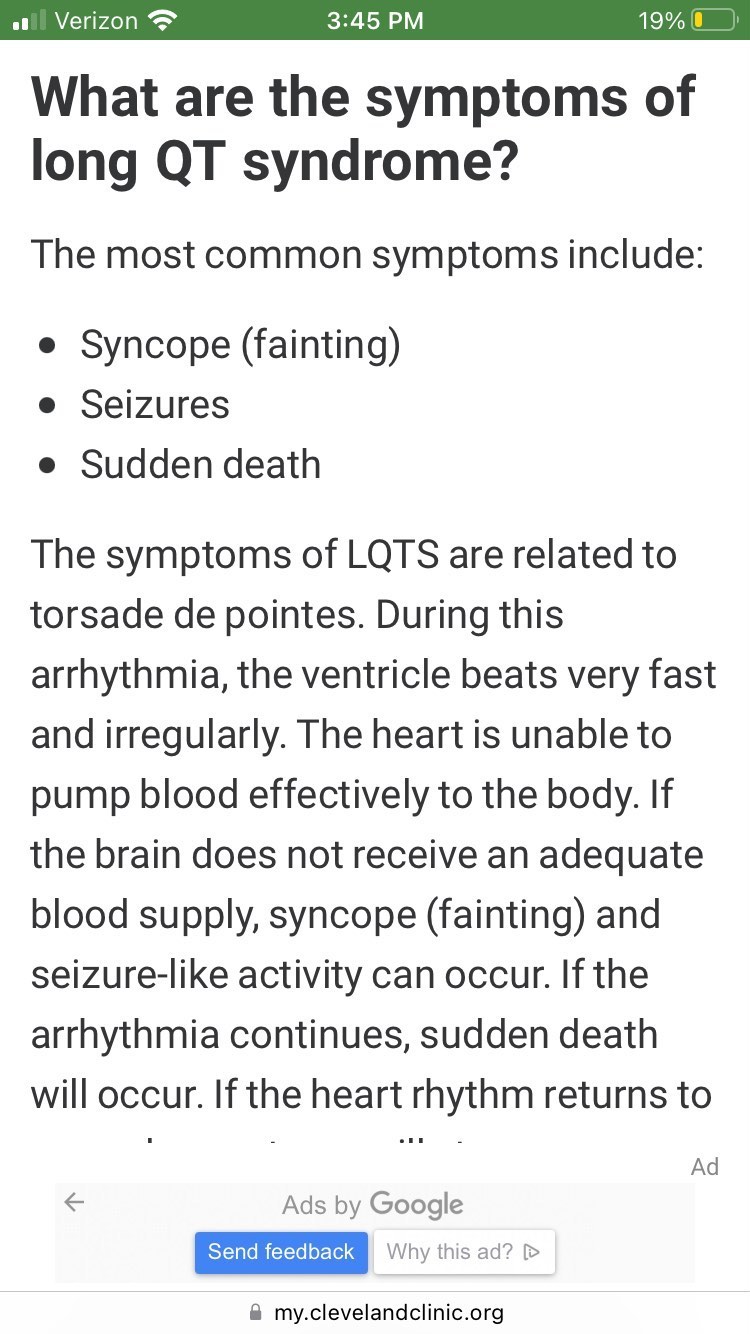 Verizon 3:45 PM 19%
What are the symptoms of
long QT syndrome?
The most common symptoms include:
• Syncope (fainting)
• Seizures
• Sudden death
The symptoms of LQTS are related to
torsade de pointes. During this
arrhythmia, the ventricle beats very fast
and irregularly. The heart is unable to
pump blood effectively to the body. If
the brain does not receive an adequate
blood supply, syncope (fainting) and
seizure-like activity can occur. If the
arrhythmia continues, sudden death
will occur. If the heart rhythm returns to
Ad
Ads by Google
Send feedback
Why this ad?
my.clevelandclinic.org